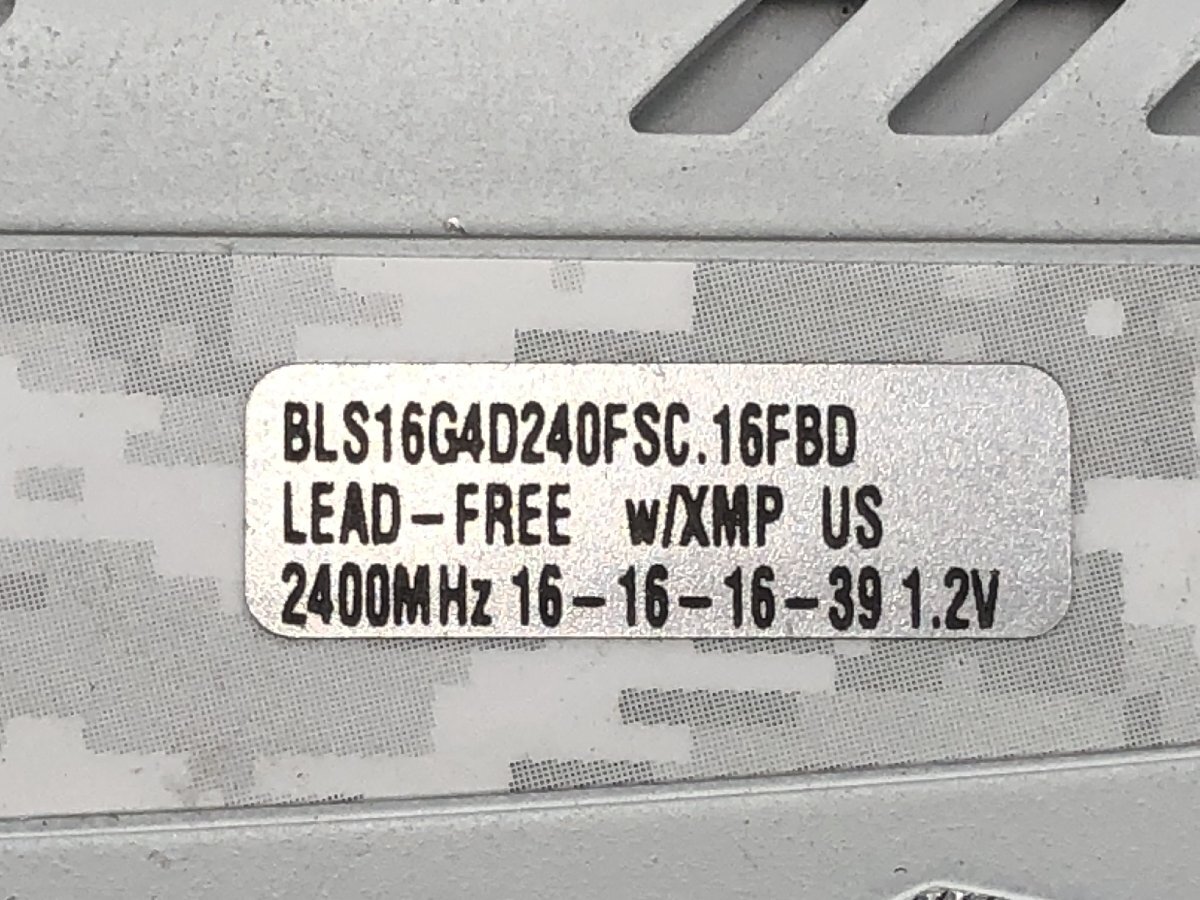 BLS16G4D240FSC.16FBD
LEAD-FREE w/XMP US
2400MHz 16-16-16-39 1.2V